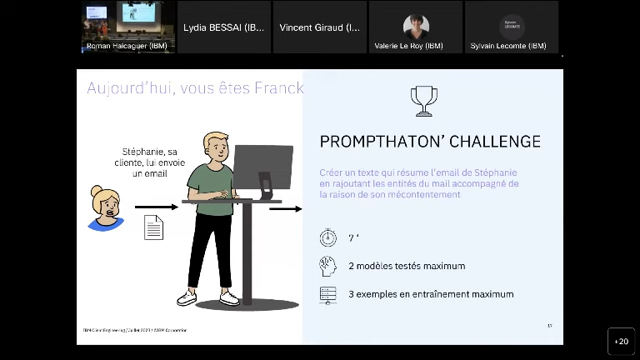 Roman Halcaguer (IBM)
Lydia BESSAI (IB...
Vincent Giraud (I...
Valerie Le Roy (IBM)
Sylvain Lecomte (IBM)
Aujourd'hui, vous êtes Franck
Stéphanie, sa
cliente, lui envoie
un email
PROMPTHATON' CHALLENGE
Créer un texte qui résume l'email de Stéphanie
en rajoutant les entités du mail accompagné de
la raison de son mécontentement
7 '
2 modèles testés maximum
3 exemples en entraînement maximum
+20